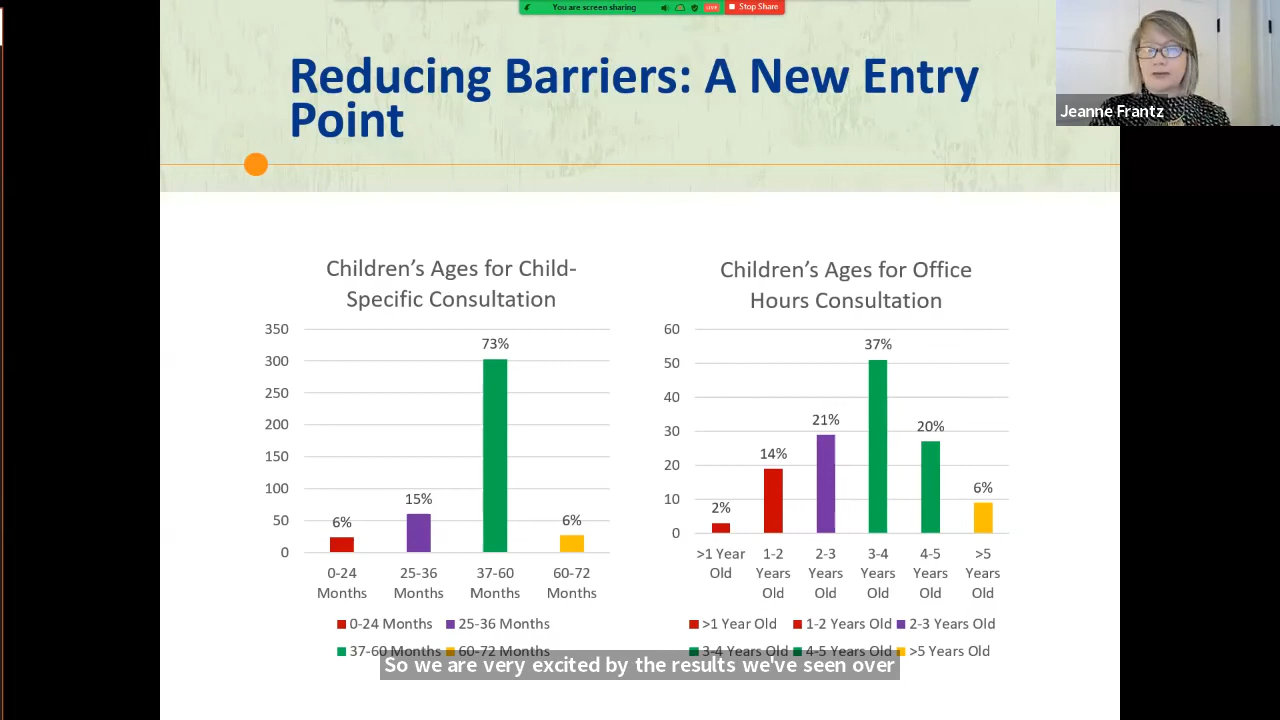 You are screen sharing
LIVE
Stop Share
Reducing Barriers: A New Entry
Point
Jeanne Frantz
Children’s Ages for Child-
Specific Consultation
350
300
250
200
150
100
50
0
6%
15%
73%
6%
0-24
Months
25-36
Months
37-60
Months
60-72
Months
0-24 Months
25-36 Months
37-60 Months
60-72 Months
Children’s Ages for Office
Hours Consultation
60
50
40
30
20
10
0
2%
14%
21%
37%
20%
6%
>1 Year
Old
1-2
Years
Old
2-3
Years
Old
3-4
Years
Old
4-5
Years
Old
>5
Years
Old
>1 Year Old
1-2 Years Old
2-3 Years Old
3-4 Years Old
4-5 Years Old
>5 Years Old
So we are very excited by the results we've seen over